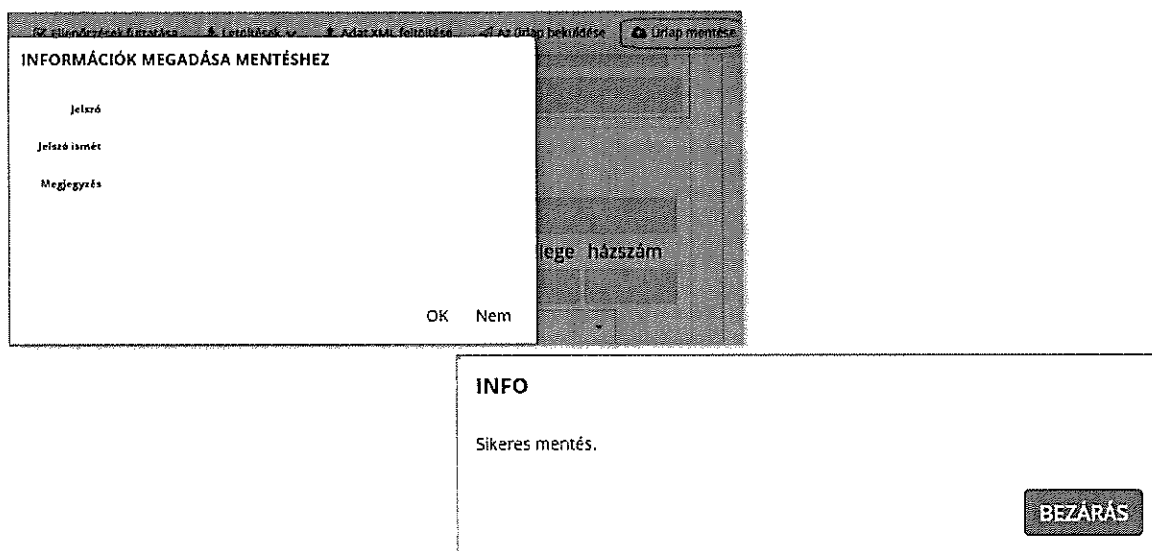 Ellenőrzések futtatása Letöltések Adat XML feltöltése Az űrlap beküldése Űrlap mentése
INFORMÁCIÓK MEGADÁSA MENTÉSHEZ
Jelszó
Jelszó ismét
Megjegyzés
lege házszám
OK Nem
INFO
Sikeres mentés.
BEZÁRÁS